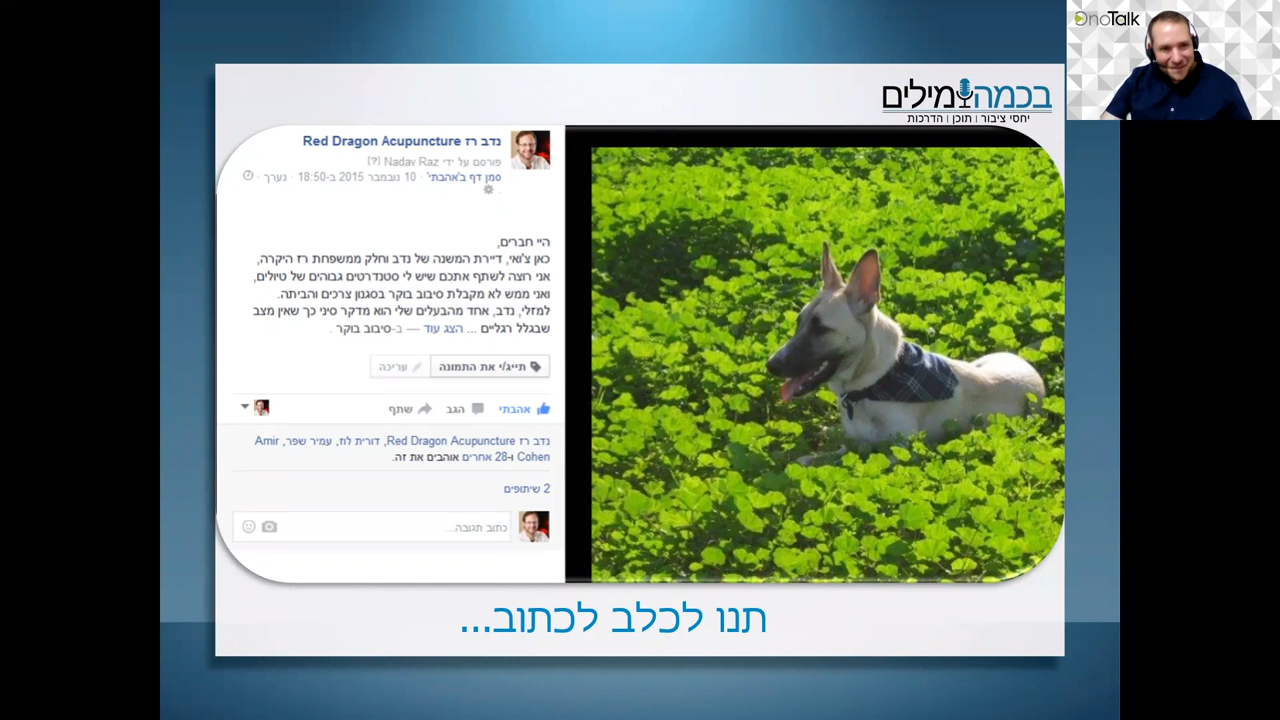 OnoTalk
בכמה מילים
יחסי ציבור | תוכן | הדרכות
נדב רז Red Dragon Acupuncture
פורסם על ידי Nadav Raz [?]
סמן דף ב'אהבתי' · 10 נובמבר 2015 ב-18:50 · נערך ·
היי חברים,
כאן צ'ואי, דיירת המשנה של נדב וחלק ממשפחת רז היקרה,
אני רוצה לשתף אתכם שיש לי סטנדרטים גבוהים של טיולים,
ואני ממש לא מקבלת סיבוב בוקר בסגנון צרכים והביתה.
למזלי, נדב, אחד מהבעלים שלי הוא מדקר סיני כך שאין מצב
שבגלל רגליים ... הצג עוד — ב-סיבוב בוקר .
תייג/י את התמונה עריכה
אהבתי הגב שתף
נדב רז Red Dragon Acupuncture, דורית לוז, עמיר שפר, Amir
Cohen ו-28 אחרים אוהבים את זה.
2 שיתופים
כתוב תגובה...
תנו לכלב לכתוב...